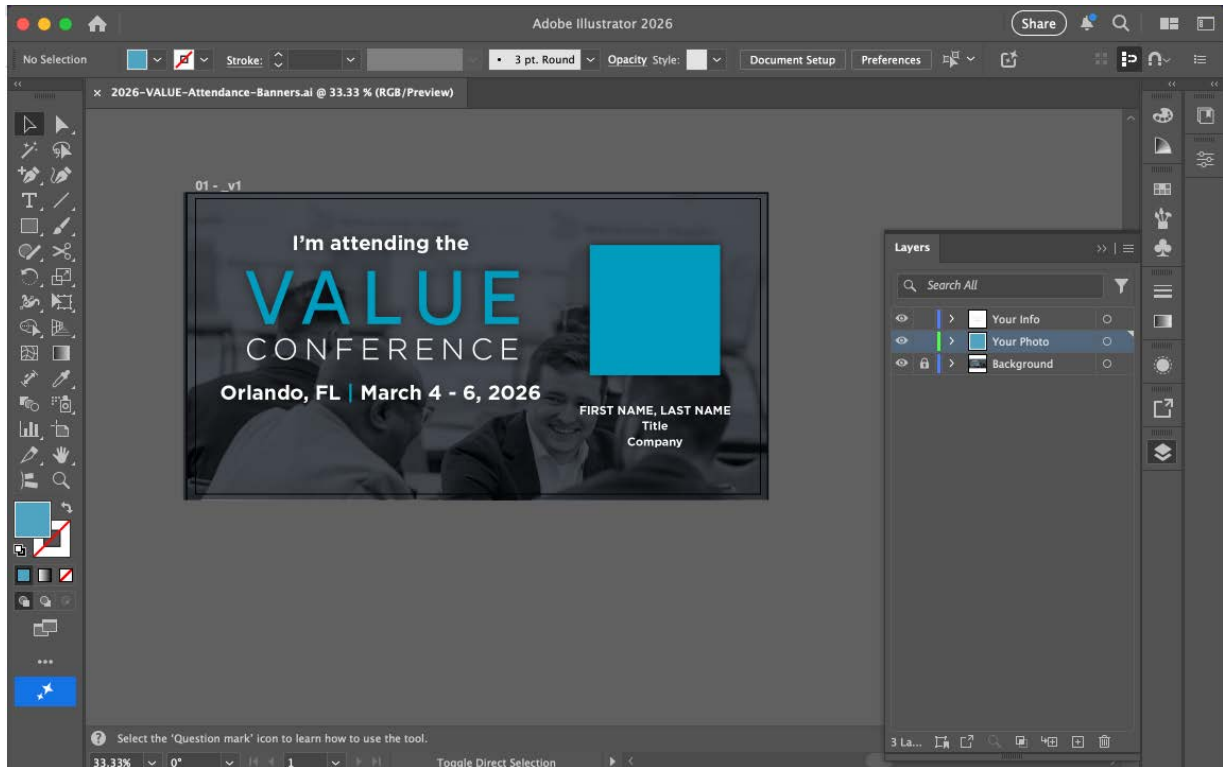 Adobe Illustrator 2026
Share
No Selection
Stroke:
3 pt. Round
Opacity
Style:
Document Setup
Preferences
× 2026-VALUE-Attendance-Banners.ai @ 33.33 % (RGB/Preview)
01 - _v1
I'm attending the
VALUE
CONFERENCE
Orlando, FL | March 4 - 6, 2026
FIRST NAME, LAST NAME
Title
Company
Layers
Search All
Your Info
Your Photo
Background
3 La...
Select the 'Question mark' icon to learn how to use the tool.
33.33%
0°
1
Toggle Direct Selection